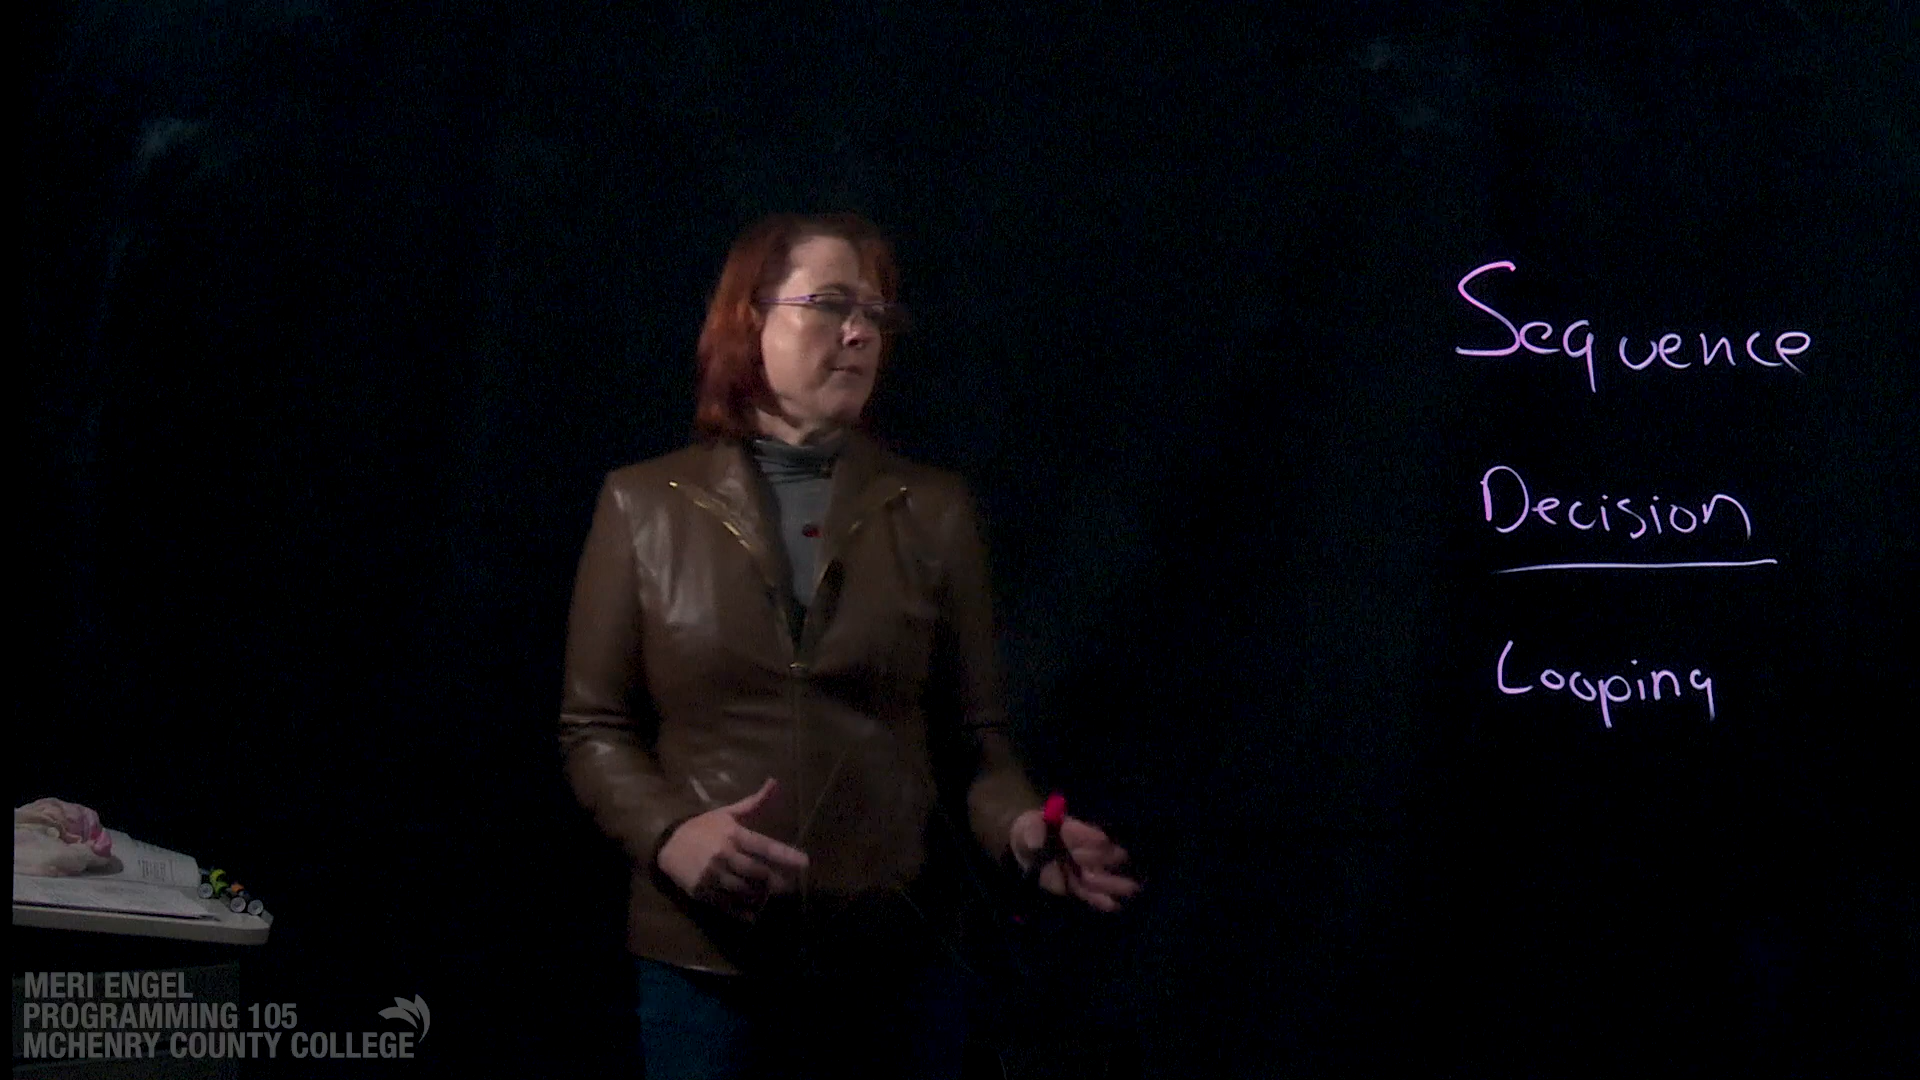 Sequence
Decision
Looping
MERI ENGEL
PROGRAMMING 105
MCHENRY COUNTY COLLEGE